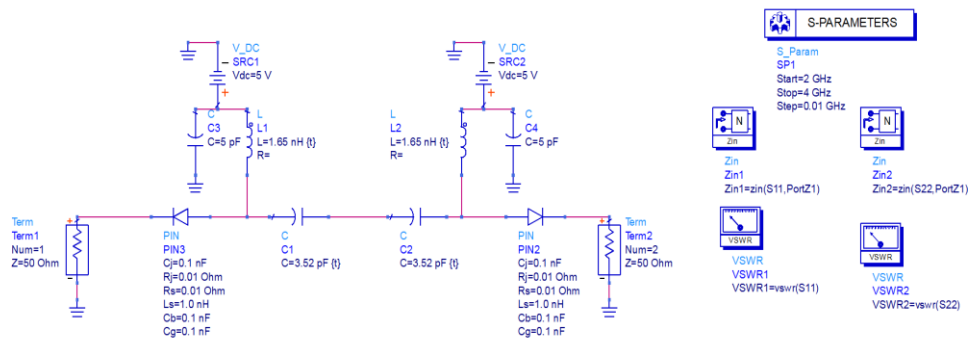 V_DC
SRC1
Vdc=5 V
V_DC
SRC2
Vdc=5 V
S-PARAMETERS
S_Param
SP1
Start=2 GHz
Stop=4 GHz
Step=0.01 GHz
C
C3
C=5 pF
L
L1
L=1.65 nH {t}
R=
L
L2
L=1.65 nH {t}
R=
C
C4
C=5 pF
N
Zin
Zin
Zin1
Zin1=zin(S11,PortZ1)
N
Zin
Zin
Zin2
Zin2=zin(S22,PortZ1)
Term
Term1
Num=1
Z=50 Ohm
PIN
PIN3
Cj=0.1 nF
Rj=0.01 Ohm
Rs=0.01 Ohm
Ls=1.0 nH
Cb=0.1 nF
Cg=0.1 nF
C
C1
C=3.52 pF {t}
C
C2
C=3.52 pF {t}
PIN
PIN2
Cj=0.1 nF
Rj=0.01 Ohm
Rs=0.01 Ohm
Ls=1.0 nH
Cb=0.1 nF
Cg=0.1 nF
Term
Term2
Num=2
Z=50 Ohm
VSWR
VSWR
VSWR1
VSWR1=vswr(S11)
VSWR
VSWR
VSWR2
VSWR2=vswr(S22)